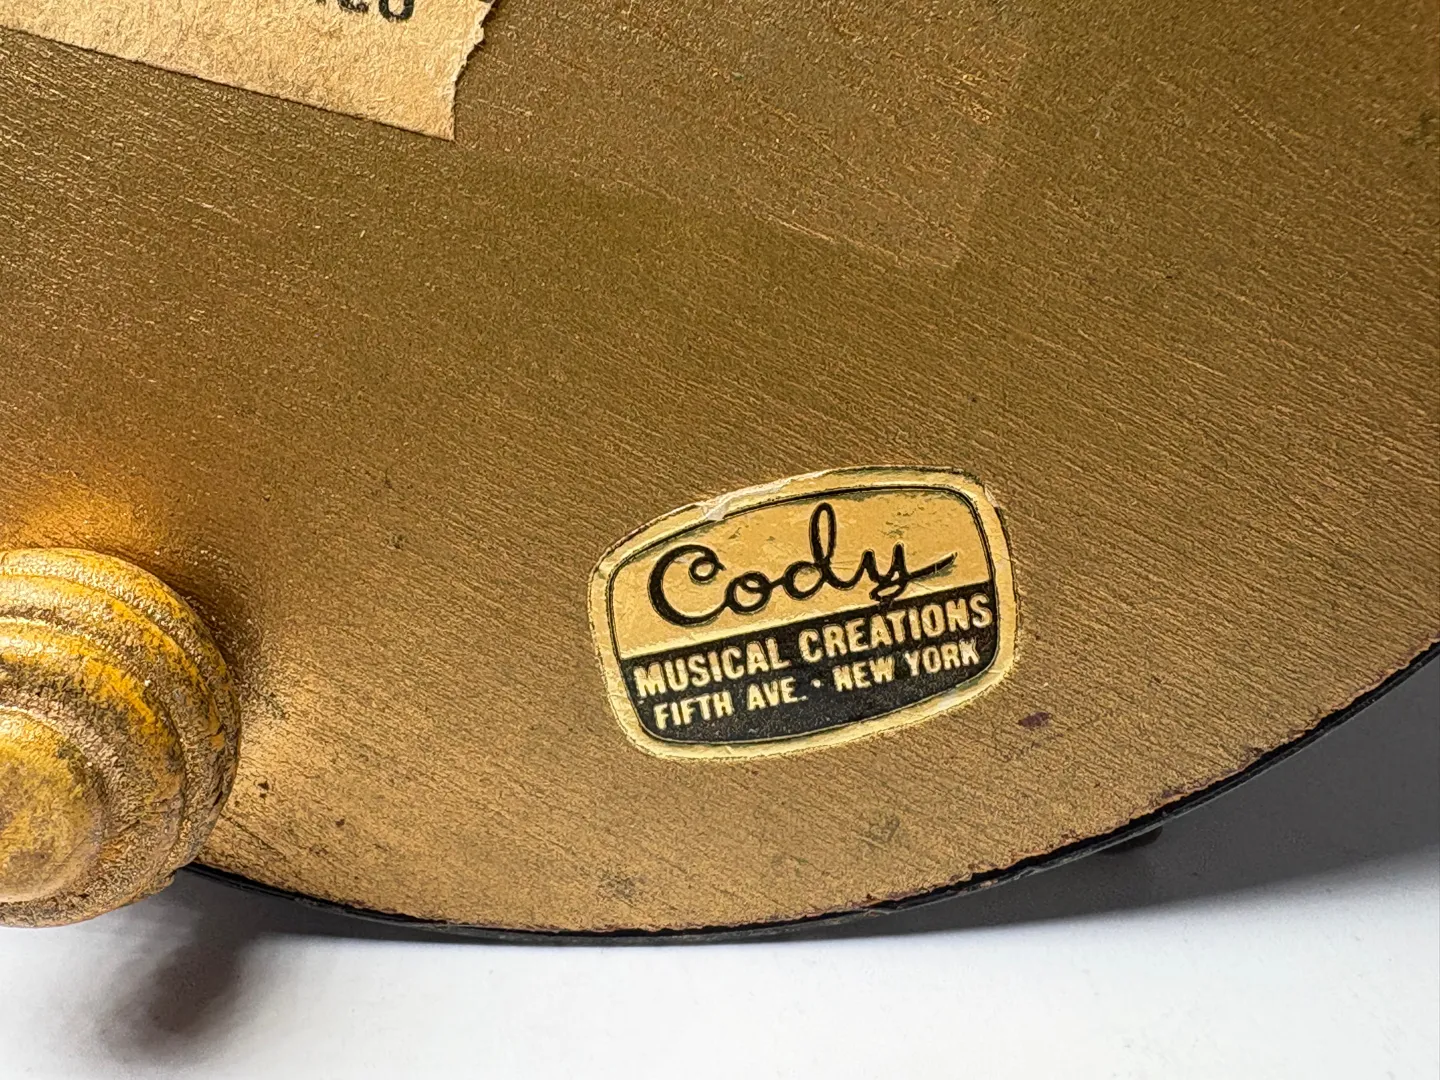 Cody
MUSICAL CREATIONS
FIFTH AVE. · NEW YORK